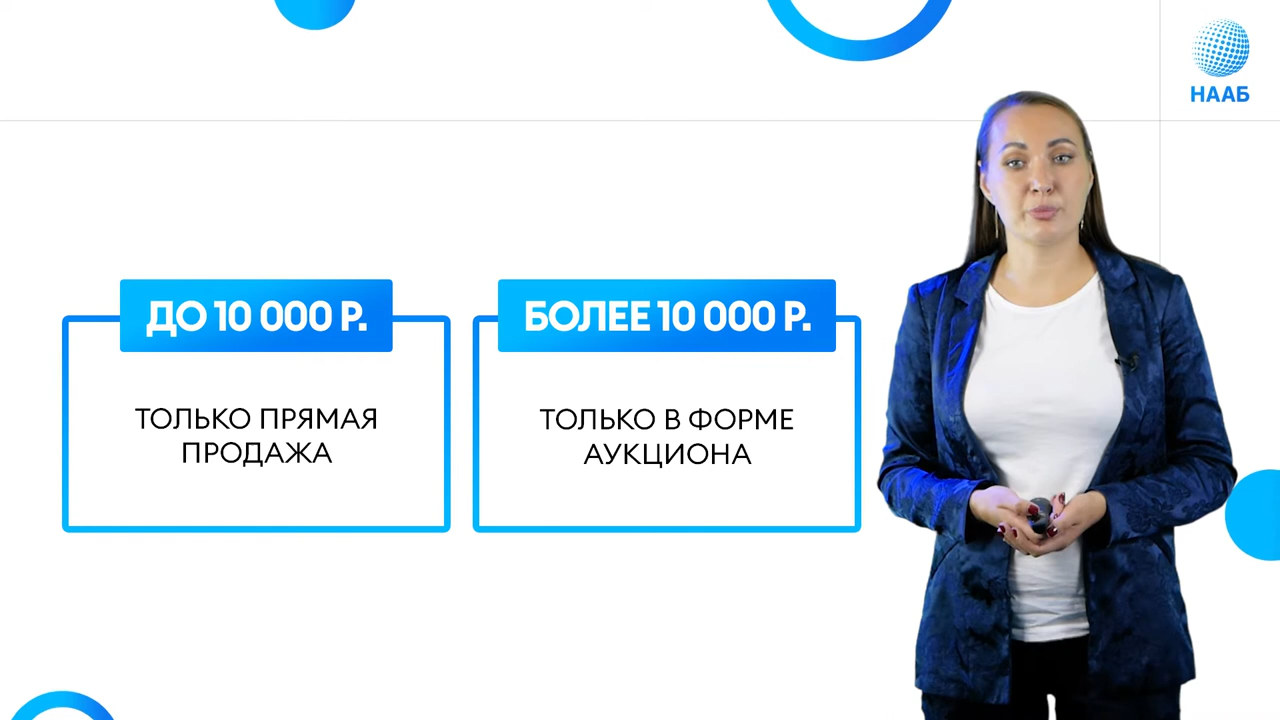 НААБ
ДО 10 000 Р.
ТОЛЬКО ПРЯМАЯ
ПРОДАЖА
БОЛЕЕ 10 000 Р.
ТОЛЬКО В ФОРМЕ
АУКЦИОНА